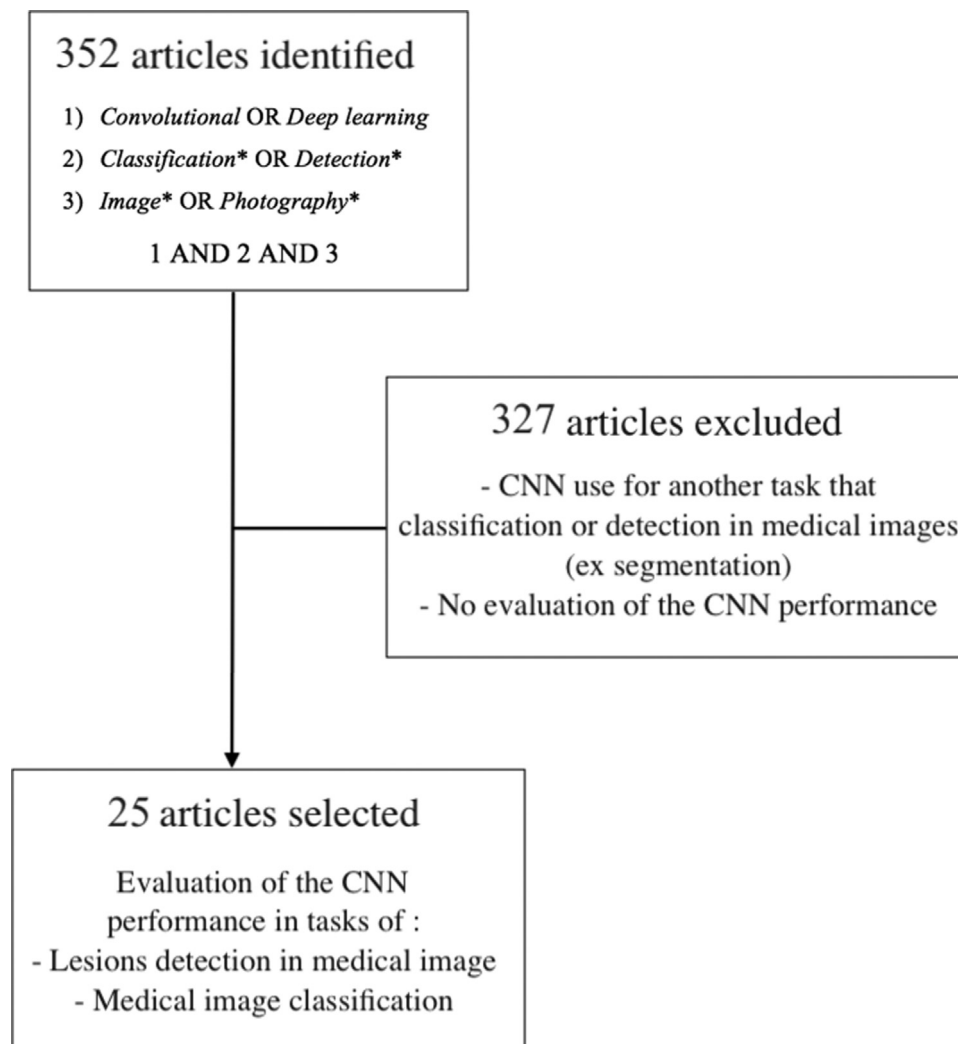 352 articles identified
1) Convolutional OR Deep learning
2) Classification* OR Detection*
3) Image* OR Photography*
1 AND 2 AND 3
327 articles excluded
- CNN use for another task that
classification or detection in medical images
(ex segmentation)
- No evaluation of the CNN performance
25 articles selected
Evaluation of the CNN
performance in tasks of :
- Lesions detection in medical image
- Medical image classification